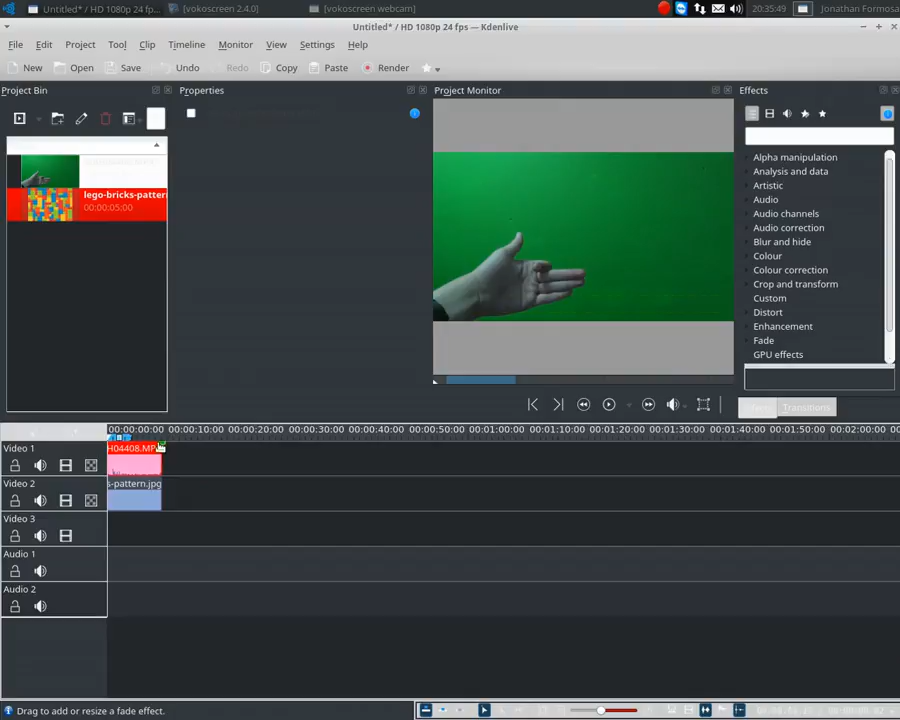 Untitled* / HD 1080p 24 fps...
[vokoscreen 2.4.0]
[vokoscreen webcam]
20:35:49
Jonathan Formosa
Untitled* / HD 1080p 24 fps — Kdenlive
File Edit Project Tool Clip Timeline Monitor View Settings Help
New Open Save Undo Redo Copy Paste Render
Project Bin
Properties
Project Monitor
Effects
lego-bricks-pattern
00:00:05:00
Alpha manipulation
Analysis and data
Artistic
Audio
Audio channels
Audio correction
Blur and hide
Colour
Colour correction
Crop and transform
Custom
Distort
Enhancement
Fade
GPU effects
Transitions
00:00:00:00 00:00:10:00 00:00:20:00 00:00:30:00 00:00:40:00 00:00:50:00 00:01:00:00 00:01:10:00 00:01:20:00 00:01:30:00 00:01:40:00 00:01:50:00 00:02:00:00
Video 1
H04408.MP
Video 2
s-pattern.jpg
Video 3
Audio 1
Audio 2
Drag to add or resize a fade effect.